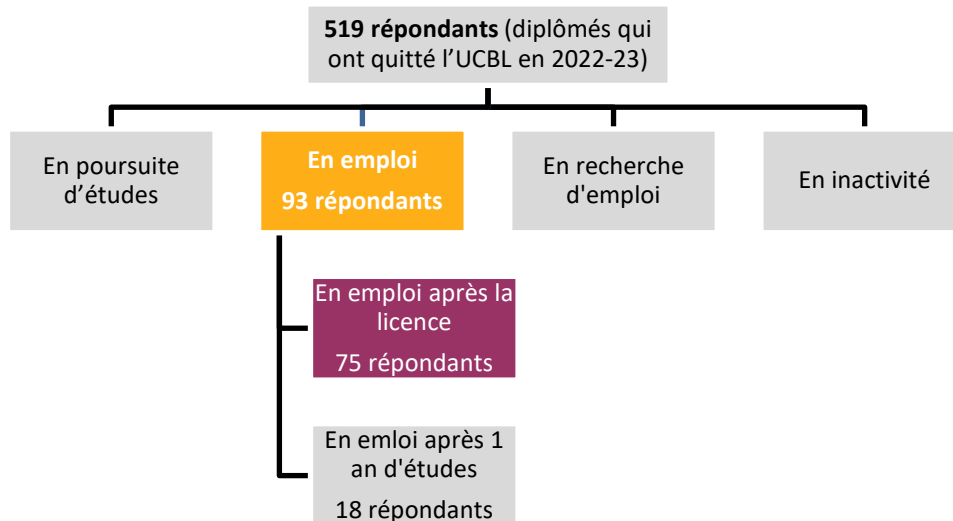 519 répondants (diplômés qui
ont quitté l’UCBL en 2022-23)
En poursuite
d’études
En emploi
93 répondants
En recherche
d'emploi
En inactivité
En emploi après la
licence
75 répondants
En emloi après 1
an d'études
18 répondants